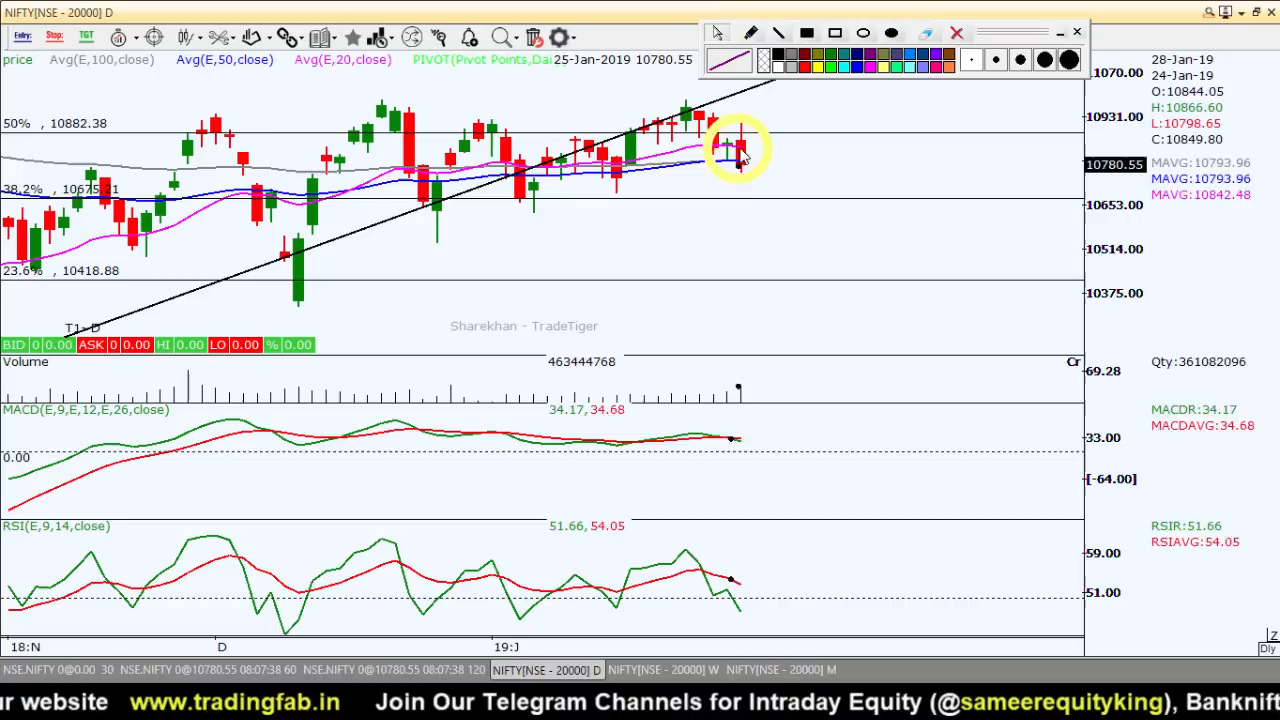 NIFTY[NSE - 20000] D
Entry: Stop: TGT
price Avg(E,100,close) Avg(E,50,close) Avg(E,20,close) PIVOT(Pivot Points,Dai 25-Jan-2019 10780.55
11070.00
28-Jan-19
24-Jan-19
O:10844.05
H:10866.60
L:10798.65
C:10849.80
10931.00
50% , 10882.38
10780.55
MAVG:10793.96
MAVG:10793.96
MAVG:10842.48
38.2% , 10675.21
10653.00
10514.00
23.6% , 10418.88
10375.00
T1~D
Sharekhan - TradeTiger
BID 0 0.00 ASK 0 0.00 HI 0.00 LO 0.00 % 0.00
Volume 463444768 Cr
69.28
Qty:361082096
MACD(E,9,E,12,E,26,close) 34.17, 34.68
MACDR:34.17
MACDAVG:34.68
33.00
0.00
[-64.00]
RSI(E,9,14,close) 51.66, 54.05
RSIR:51.66
RSIAVG:54.05
59.00
51.00
18:N D 19:J
Z
Dly
NSE.NIFTY 0@0.00 30 NSE.NIFTY 0@10780.55 08:07:38 60 NSE.NIFTY 0@10780.55 08:07:38 120 NIFTY[NSE - 20000] D NIFTY[NSE - 20000] W NIFTY[NSE - 20000] M
ur website www.tradingfab.in Join Our Telegram Channels for Intraday Equity (@sameerequityking), Banknift